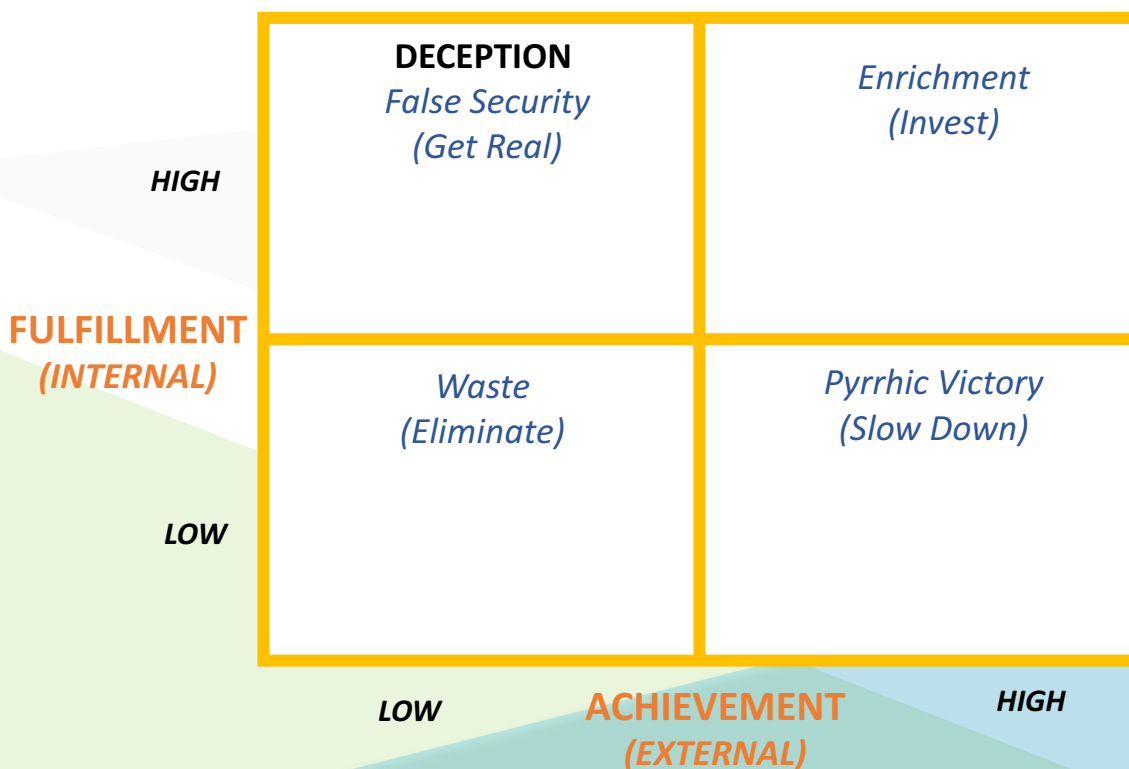 DECEPTION
False Security
(Get Real)
Enrichment
(Invest)
HIGH
FULFILLMENT
(INTERNAL)
Waste
(Eliminate)
Pyrrhic Victory
(Slow Down)
LOW
LOW
ACHIEVEMENT
(EXTERNAL)
HIGH